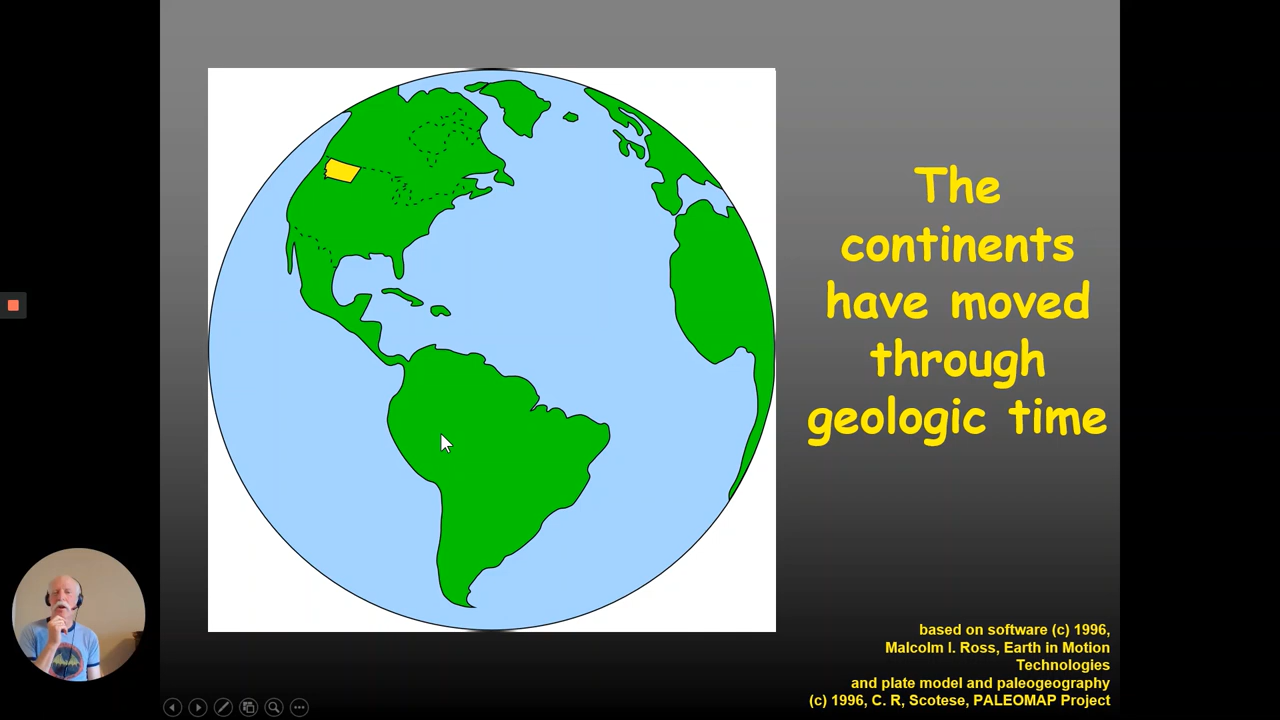 The
continents
have moved
through
geologic time
based on software (c) 1996,
Malcolm I. Ross, Earth in Motion
Technologies
and plate model and paleogeography
(c) 1996, C. R, Scotese, PALEOMAP Project